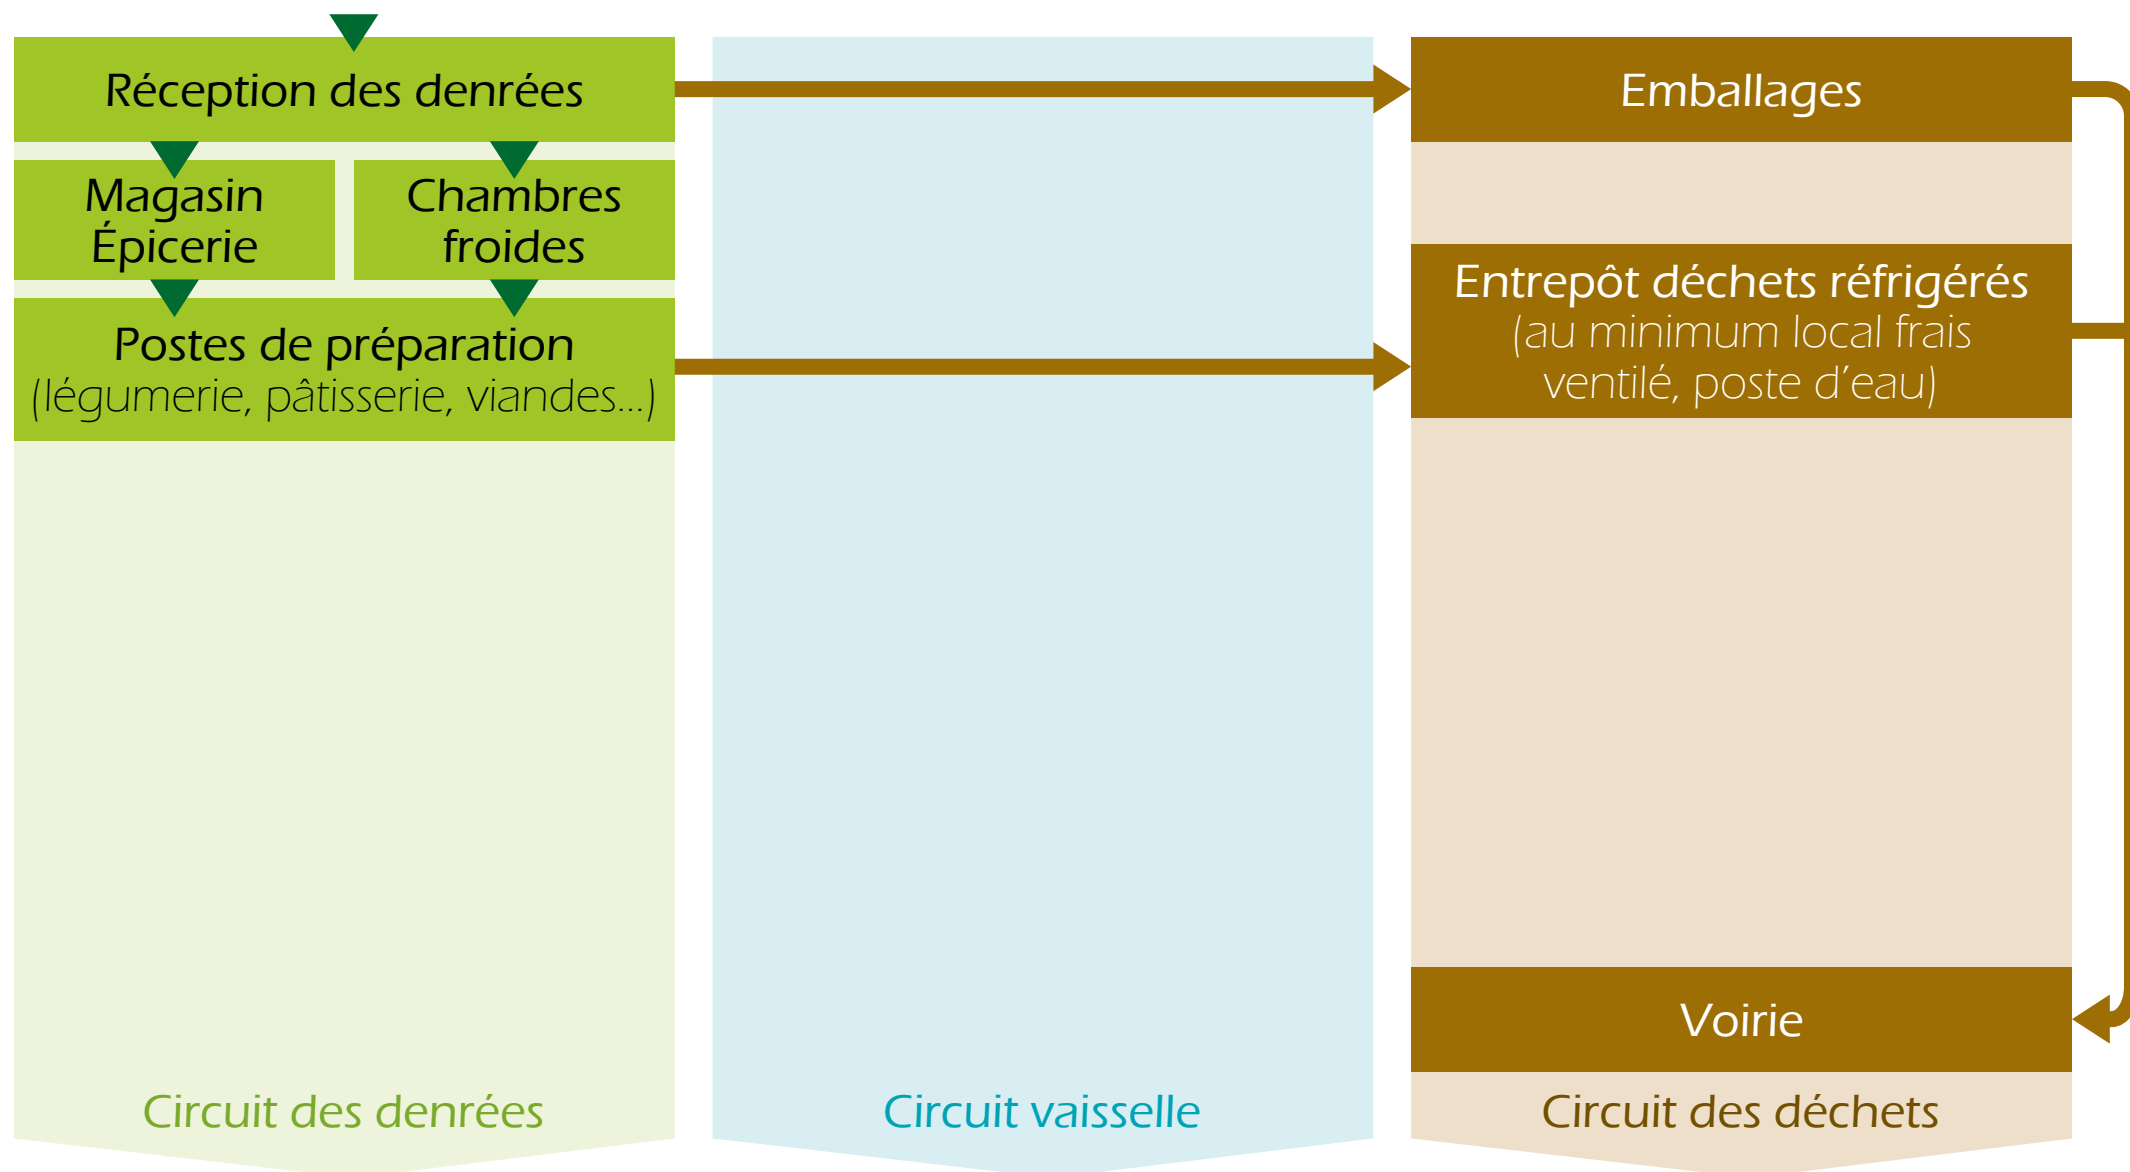 Réception des denrées
Emballages
Magasin
Épicerie
Chambres
froides
Entrepôt déchets réfrigérés
(au minimum local frais
ventilé, poste d’eau)
Postes de préparation
(légumerie, pâtisserie, viandes...)
Voirie
Circuit des denrées
Circuit vaisselle
Circuit des déchets